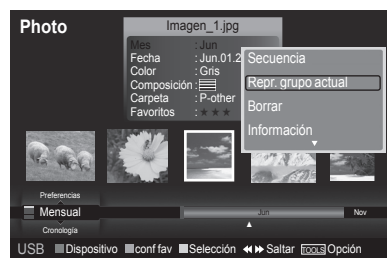 Photo
Imagen_1.jpg
Mes : Jun
Fecha : Jun.01.2
Color : Gris
Composición :
Carpeta : P-other
Favoritos : ★ ★ ★
Secuencia
Repr. grupo actual
Borrar
Información
Preferencias
Mensual
Cronología
Jun
Nov
USB Dispositivo conf fav Selección Saltar TOOLS Opción